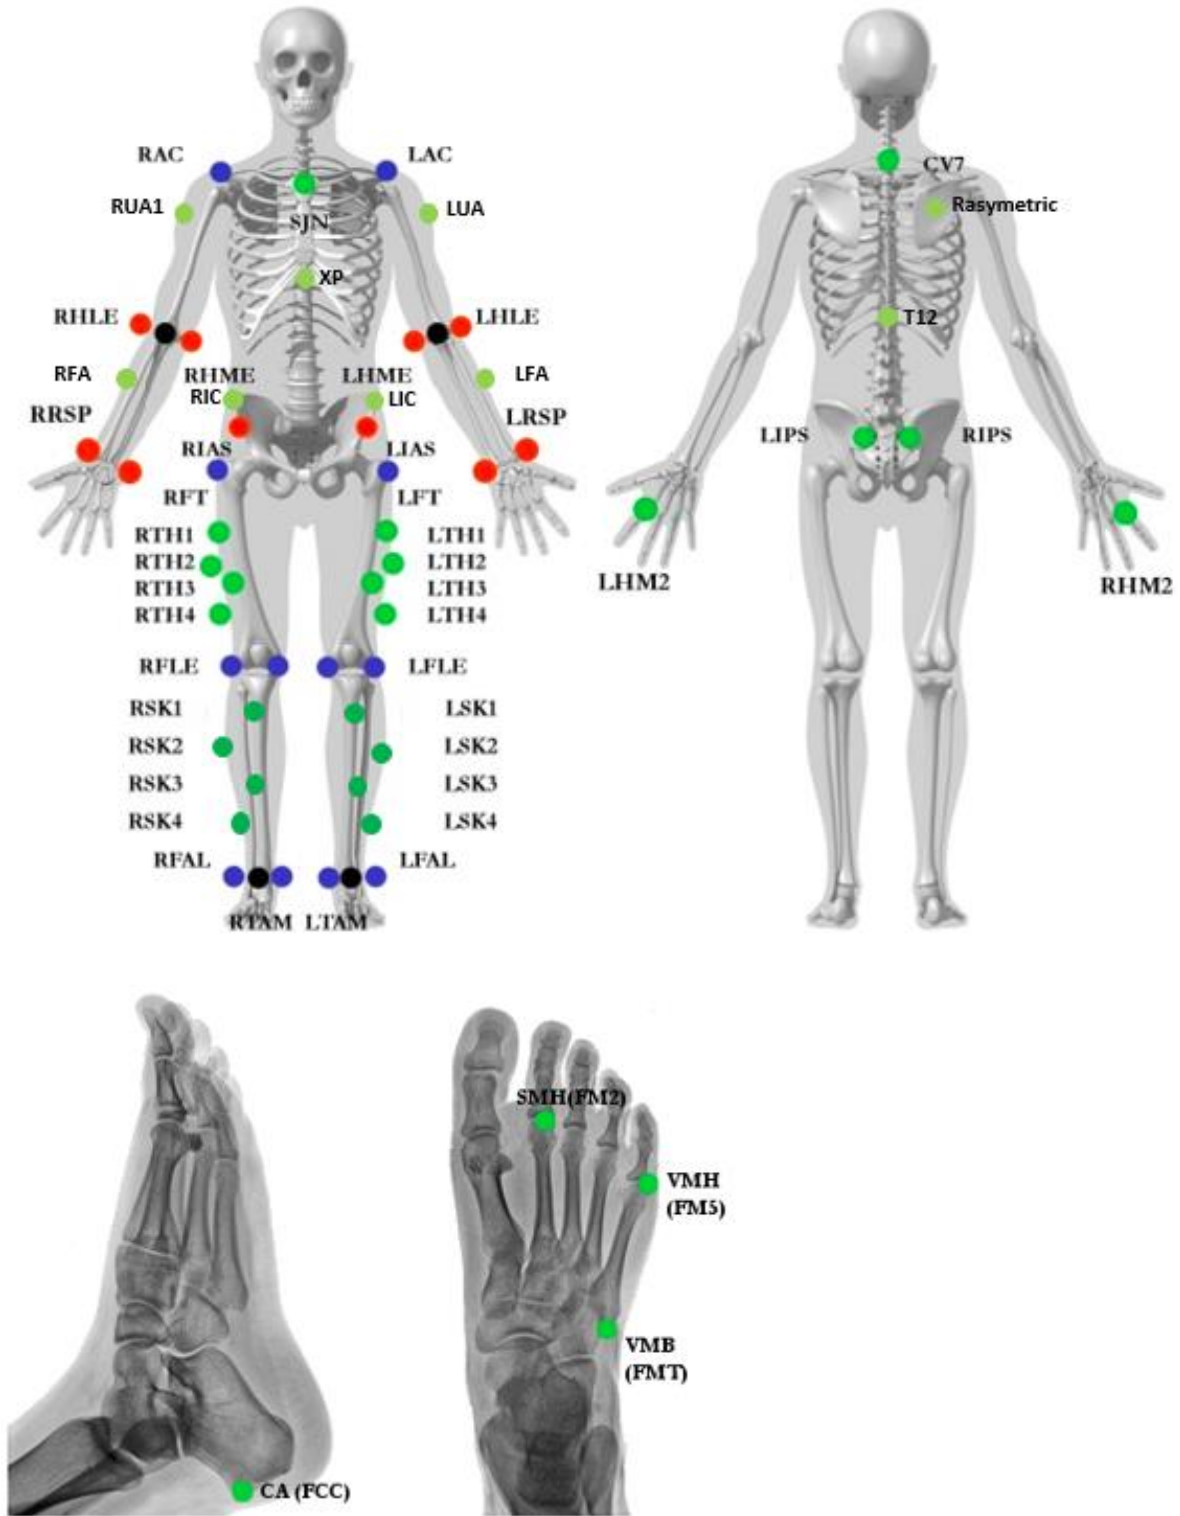 RAC
LAC
RUA1
SJN
LUA
XP
RHLE
LHLE
RFA
RHME
LHME
LFA
RIC
LIC
RRSP
LRSP
RIAS
LIAS
RFT
LFT
RTH1
LTH1
RTH2
LTH2
RTH3
LTH3
RTH4
LTH4
RFLE
LFLE
RSK1
LSK1
RSK2
LSK2
RSK3
LSK3
RSK4
LSK4
RFAL
LFAL
RTAM
LTAM
CV7
Rasymetric
T12
LIPS
RIPS
LHM2
RHM2
SMH(FM2)
VMH
(FM5)
VMB
(FMT)
CA (FCC)